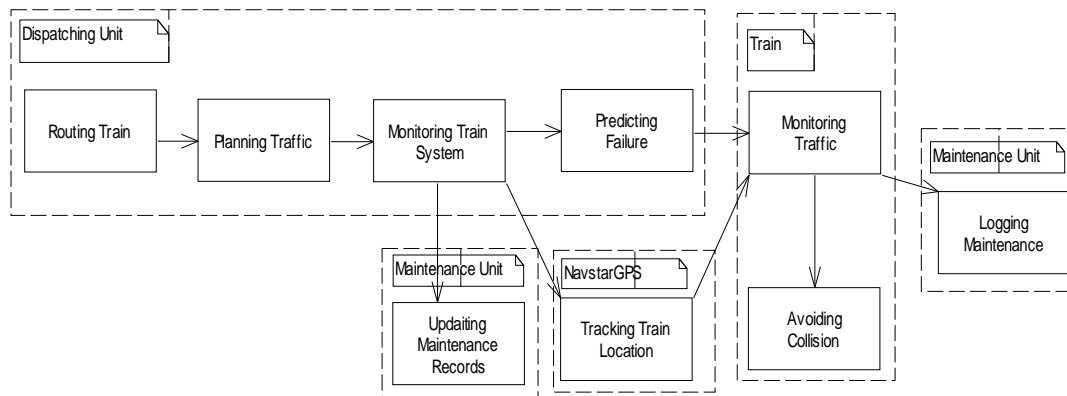 Dispatching Unit
Train
Routing Train
Planning Traffic
Monitoring Train
System
Predicting
Failure
Monitoring
Traffic
Maintenance Unit
Logging
Maintenance
Maintenance Unit
NavstarGPS
Updaiting
Maintenance
Records
Tracking Train
Location
Avoiding
Collision